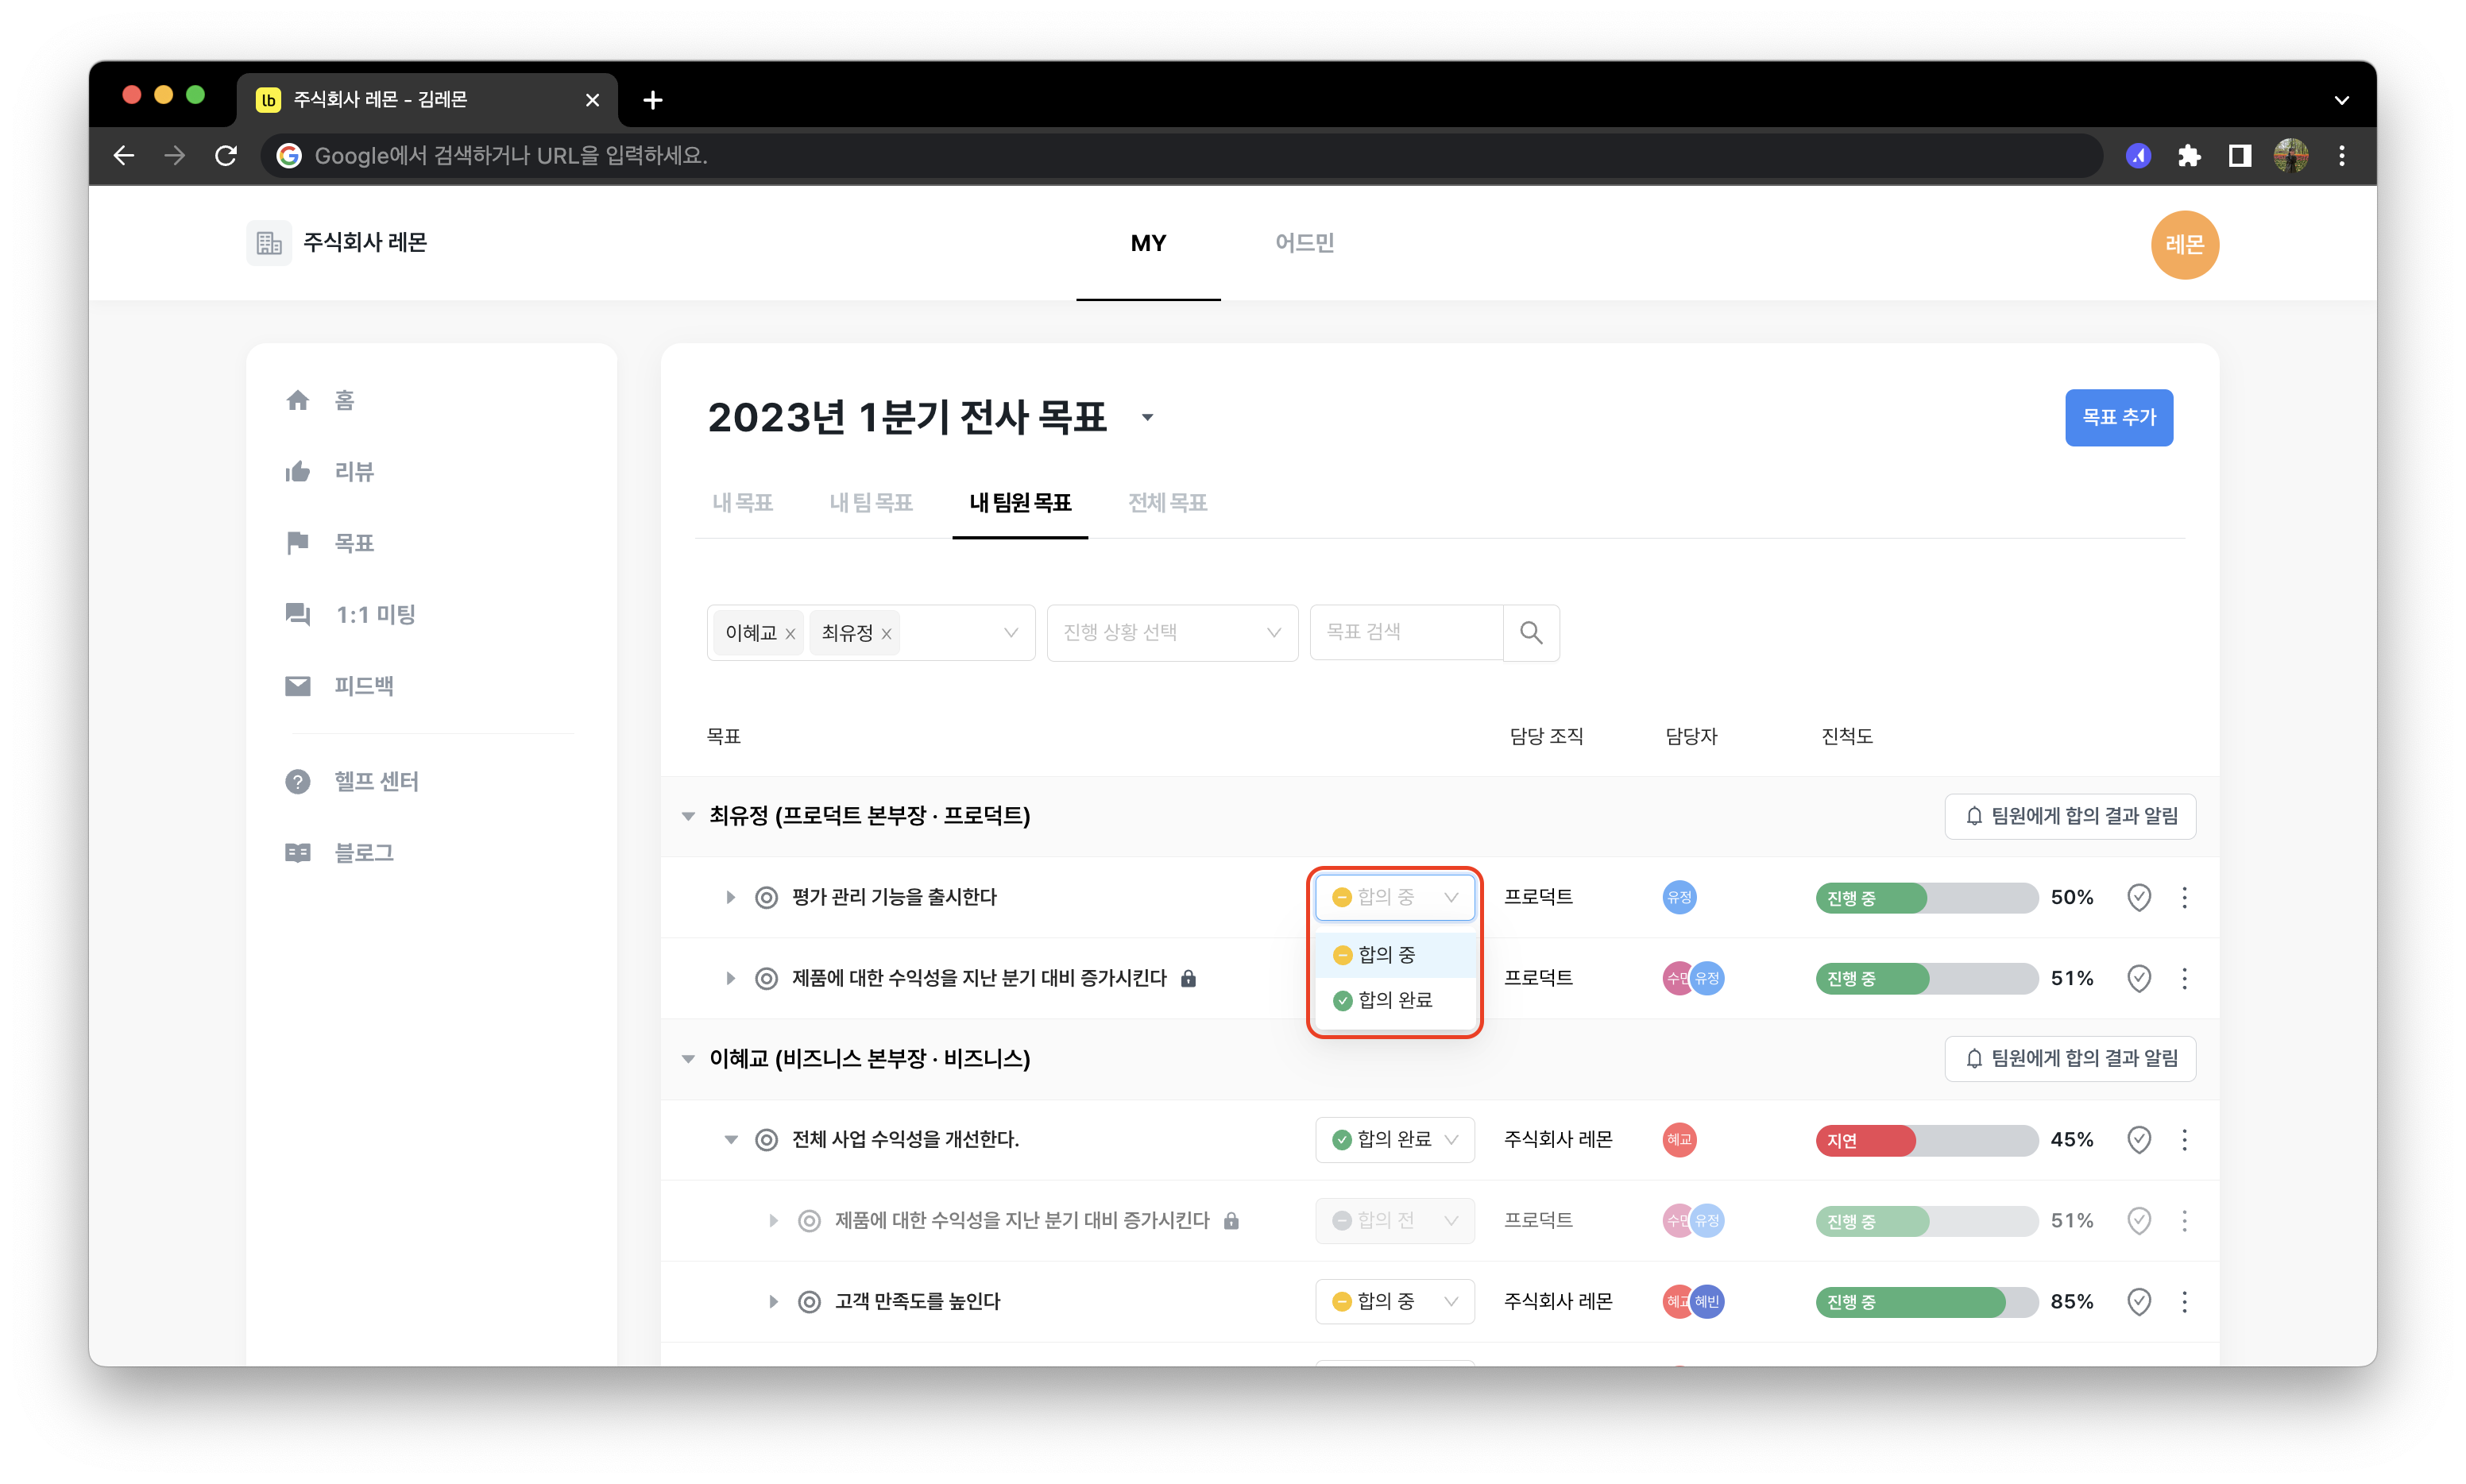 lb 주식회사 레몬 - 김레몬
Google에서 검색하거나 URL을 입력하세요.
주식회사 레몬
MY
어드민
레몬
홈
리뷰
목표
1:1 미팅
피드백
헬프 센터
블로그
2023년 1분기 전사 목표
목표 추가
내 목표
내 팀 목표
내 팀원 목표
전체 목표
이혜교 최유정
진행 상황 선택
목표 검색
목표 담당 조직 담당자 진척도
최유정 (프로덕트 본부장 · 프로덕트)
팀원에게 합의 결과 알림
평가 관리 기능을 출시한다 합의 중 프로덕트 유정 진행 중 50%
합의 중
합의 완료
제품에 대한 수익성을 지난 분기 대비 증가시킨다 프로덕트 수민 유정 진행 중 51%
이혜교 (비즈니스 본부장 · 비즈니스)
팀원에게 합의 결과 알림
전체 사업 수익성을 개선한다. 합의 완료 주식회사 레몬 혜교 지연 45%
제품에 대한 수익성을 지난 분기 대비 증가시킨다 합의 전 프로덕트 수민 유정 진행 중 51%
고객 만족도를 높인다 합의 중 주식회사 레몬 혜교 혜빈 진행 중 85%